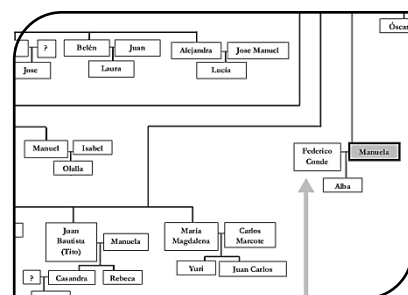 Óscar
? Belén Juan Alejandra Jose Manuel
Jose Laura Lucía
Manuel Isabel
Olalla
Federico
Conde
Manuela
Alba
Juan
Bautista
(Tito)
Manuela
María
Magdalena
Carlos
Marcote
Yuri Juan Carlos
? Casandra Rebeca